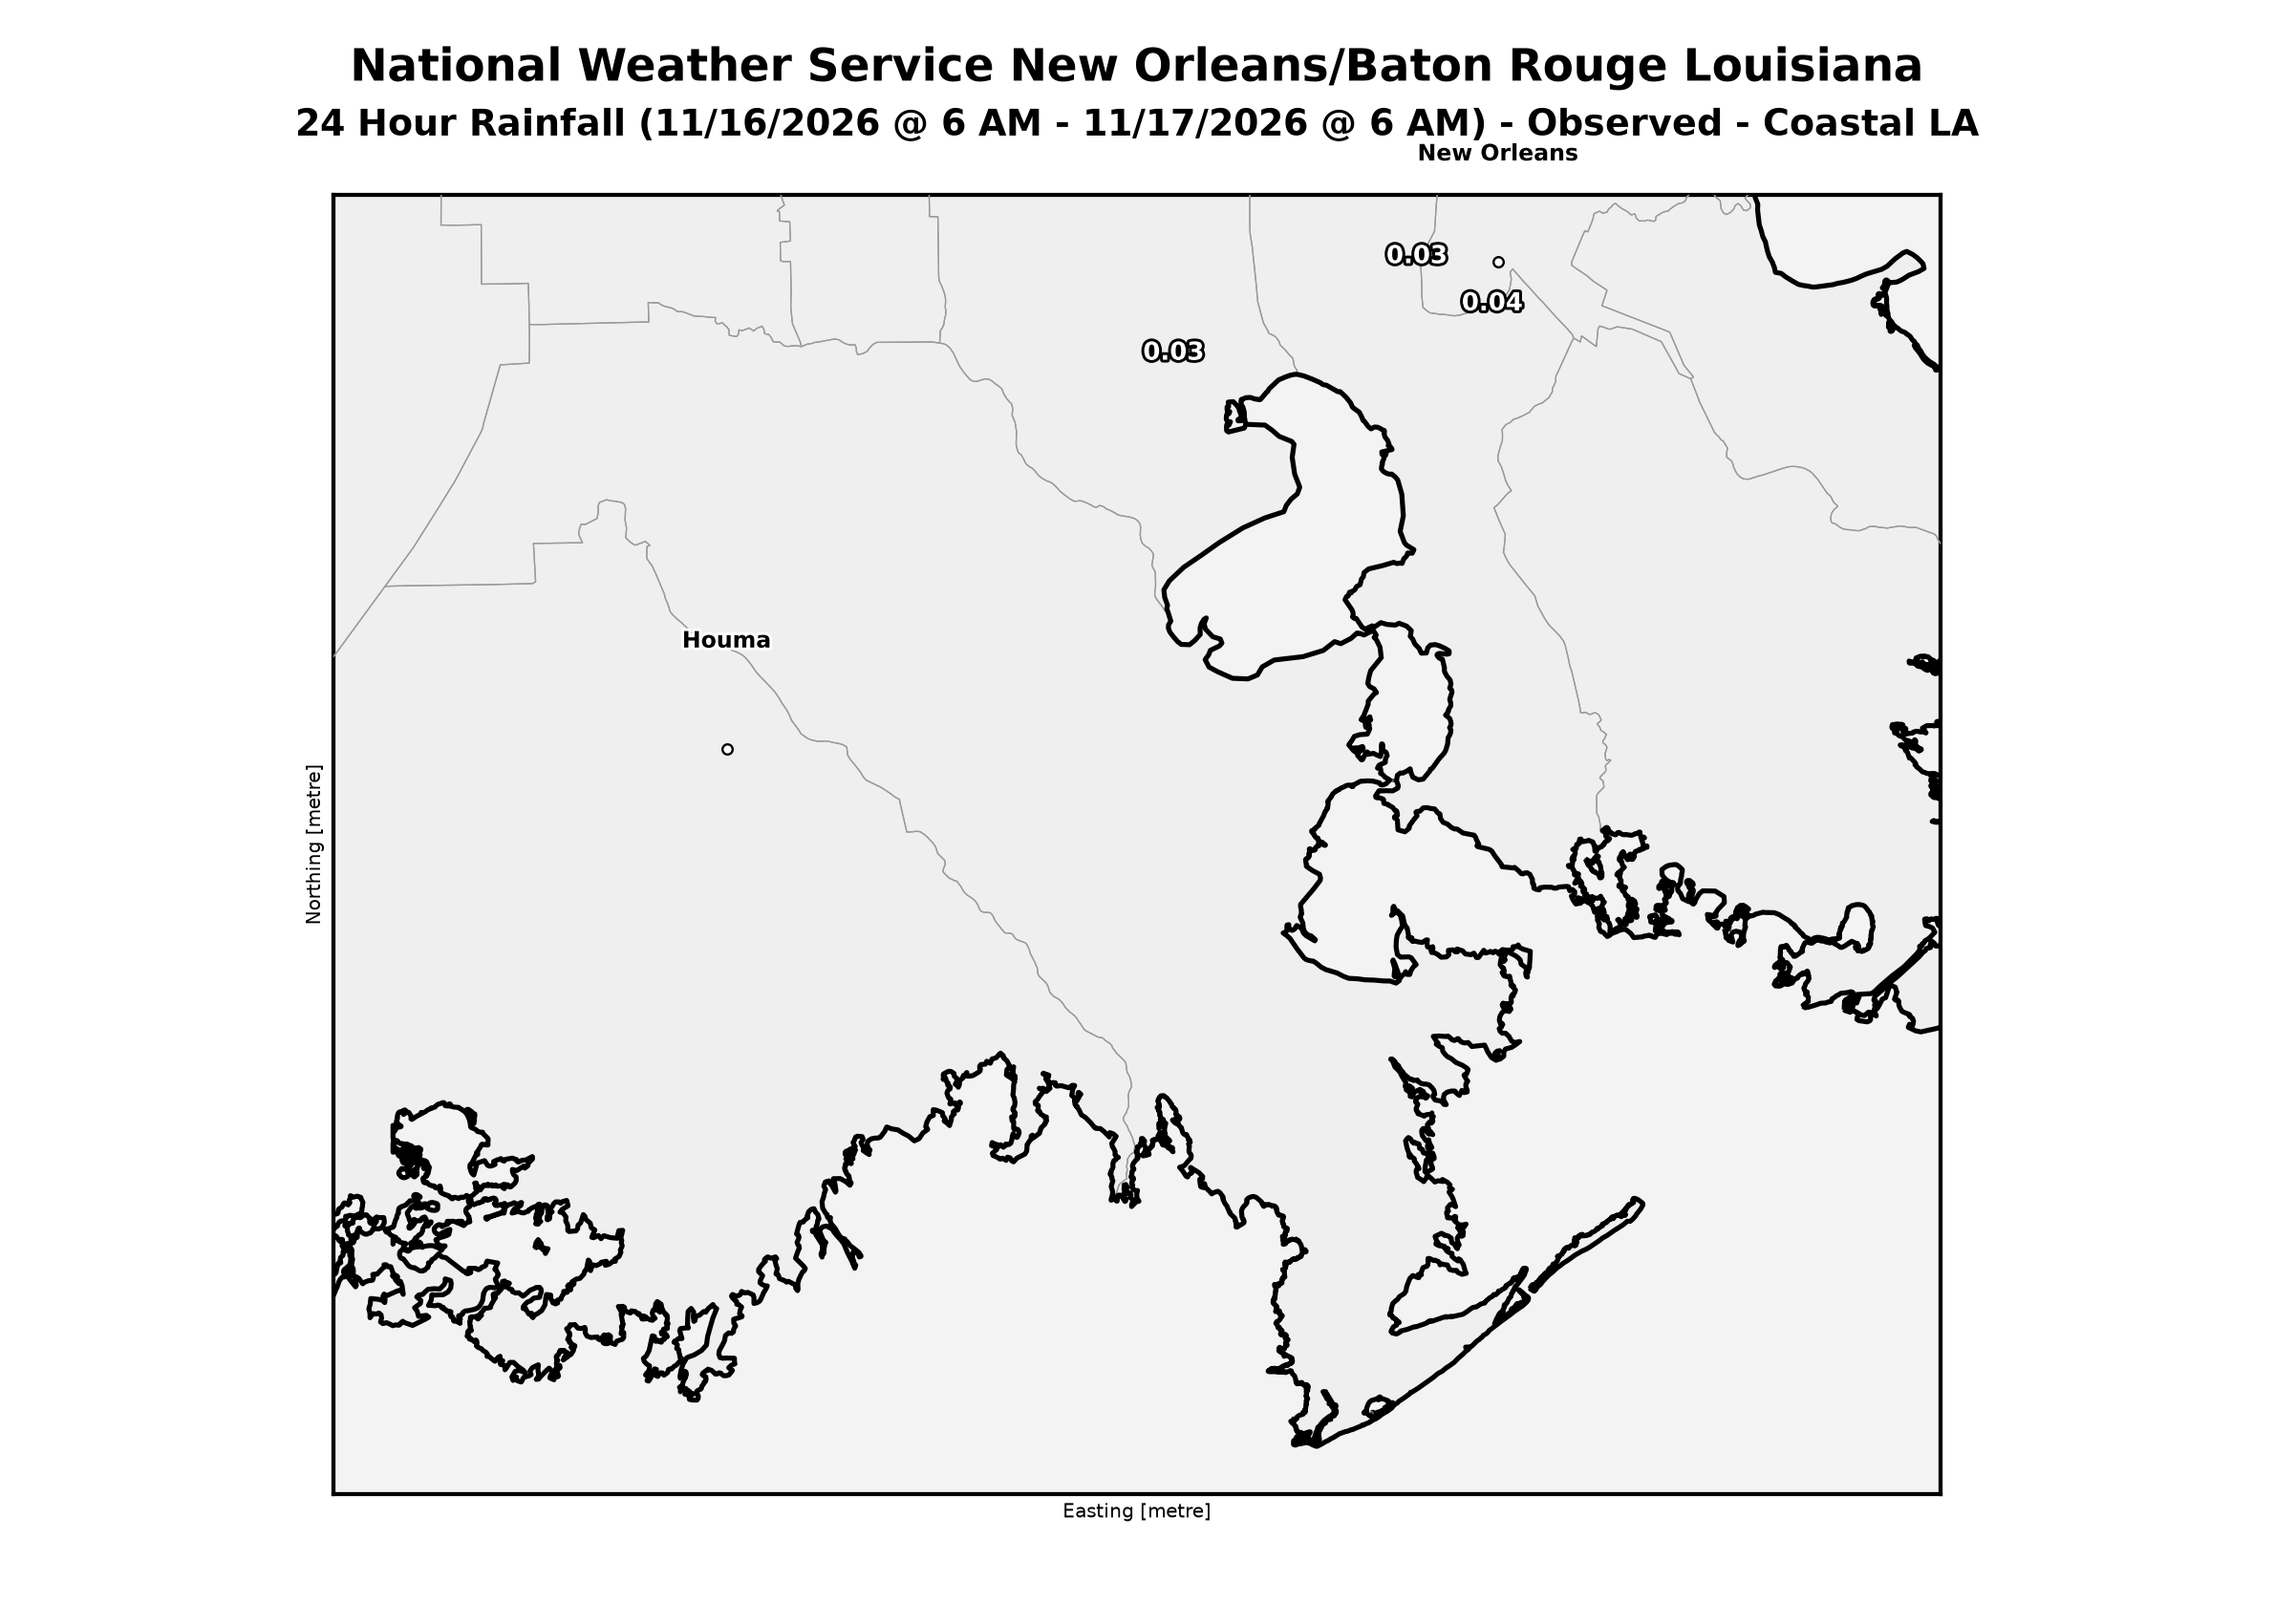 National Weather Service New Orleans/Baton Rouge Louisiana
24 Hour Rainfall (11/16/2026 @ 6 AM - 11/17/2026 @ 6 AM) - Observed - Coastal LA
New Orleans
0.03
0.04
0.03
Houma
Northing [metre]
Easting [metre]